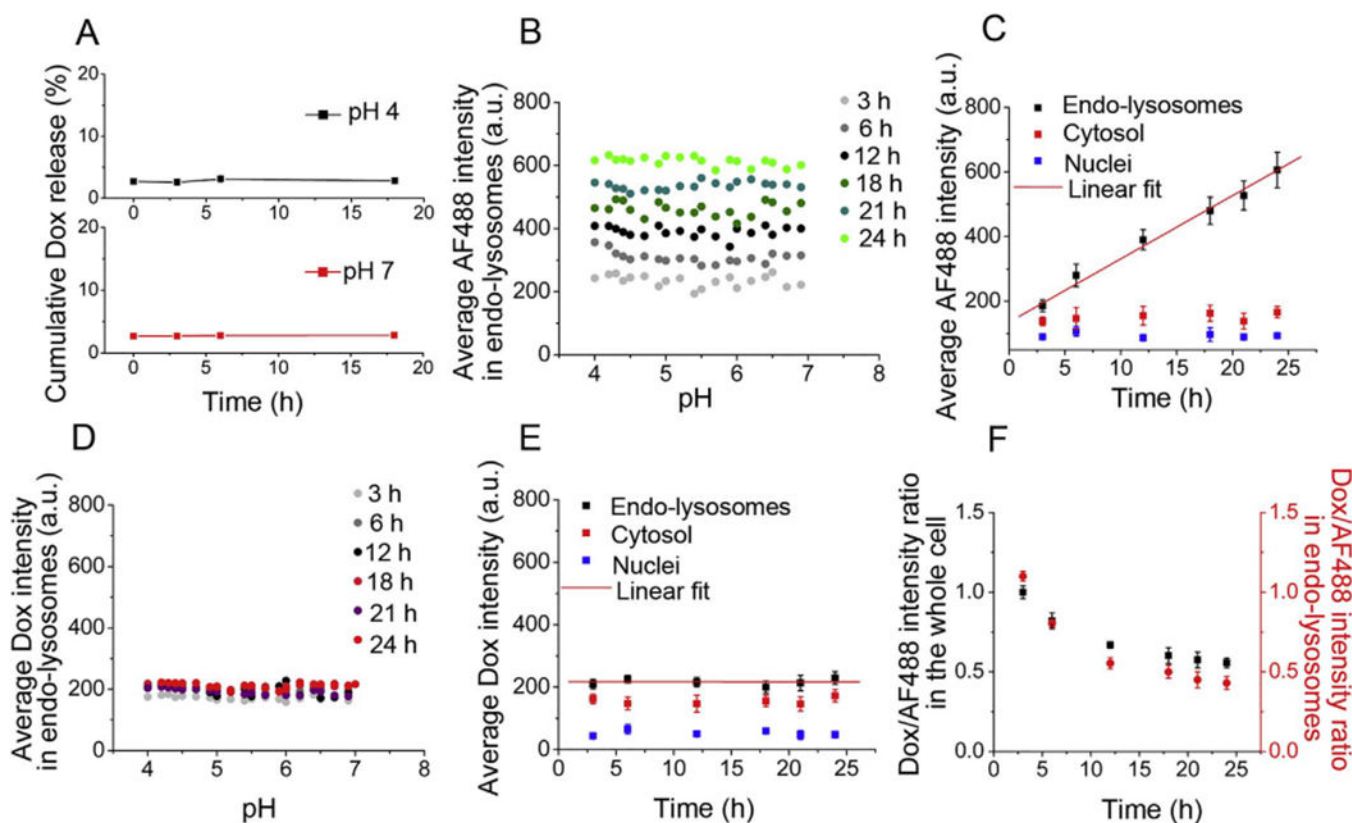 A
Cumulative Dox release (%)
20
10
0
pH 4
0 5 10 15 20
20
10
0
pH 7
0 5 10 15 20
Time (h)
B
Average AF488 intensity
in endo-lysosomes (a.u.)
800
600
400
200
0
3 h
6 h
12 h
18 h
21 h
24 h
4 5 6 7 8
pH
C
Average AF488 intensity (a.u.)
800
600
400
200
Endo-lysosomes
Cytosol
Nuclei
Linear fit
0 5 10 15 20 25
Time (h)
D
Average Dox intensity
in endo-lysosomes (a.u.)
800
600
400
200
0
3 h
6 h
12 h
18 h
21 h
24 h
4 5 6 7 8
pH
E
Average Dox intensity (a.u.)
800
600
400
200
0
Endo-lysosomes
Cytosol
Nuclei
Linear fit
0 5 10 15 20 25
Time (h)
F
Dox/AF488 intensity ratio
in the whole cell
1.5
1.0
0.5
0.0
0 5 10 15 20 25
Time (h)
1.5
1.0
0.5
0.0
Dox/AF488 intensity ratio
in endo-lysosomes